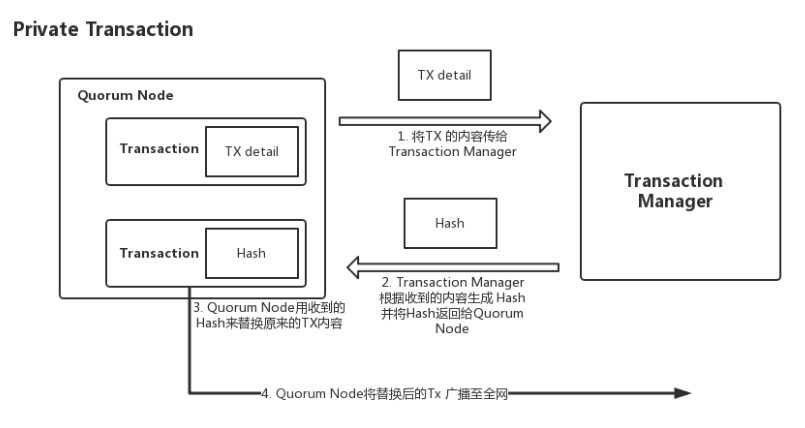 Private Transaction
TX detail
Quorum Node
Transaction
TX detail
1. 将TX 的内容传给
Transaction Manager
Transaction
Manager
Hash
Transaction
Hash
2. Transaction Manager
根据收到的内容生成 Hash
并将Hash返回给Quorum
Node
3. Quorum Node用收到的
Hash来替换原来的TX内容
4. Quorum Node将替换后的Tx 广播至全网